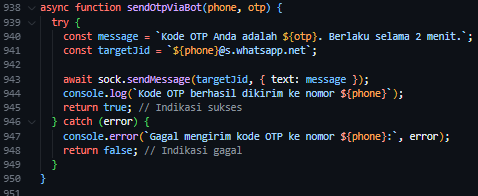 938 async function sendOtpViaBot(phone, otp) {
939 try {
940 const message = `Kode OTP Anda adalah ${otp}. Berlaku selama 2 menit.`;
941 const targetJid = `${phone}@s.whatsapp.net`;
942
943 await sock.sendMessage(targetJid, { text: message });
944 console.log(`Kode OTP berhasil dikirim ke nomor ${phone}`);
945 return true; // Indikasi sukses
946 } catch (error) {
947 console.error(`Gagal mengirim kode OTP ke nomor ${phone}:`, error);
948 return false; // Indikasi gagal
949 }
950 }
951